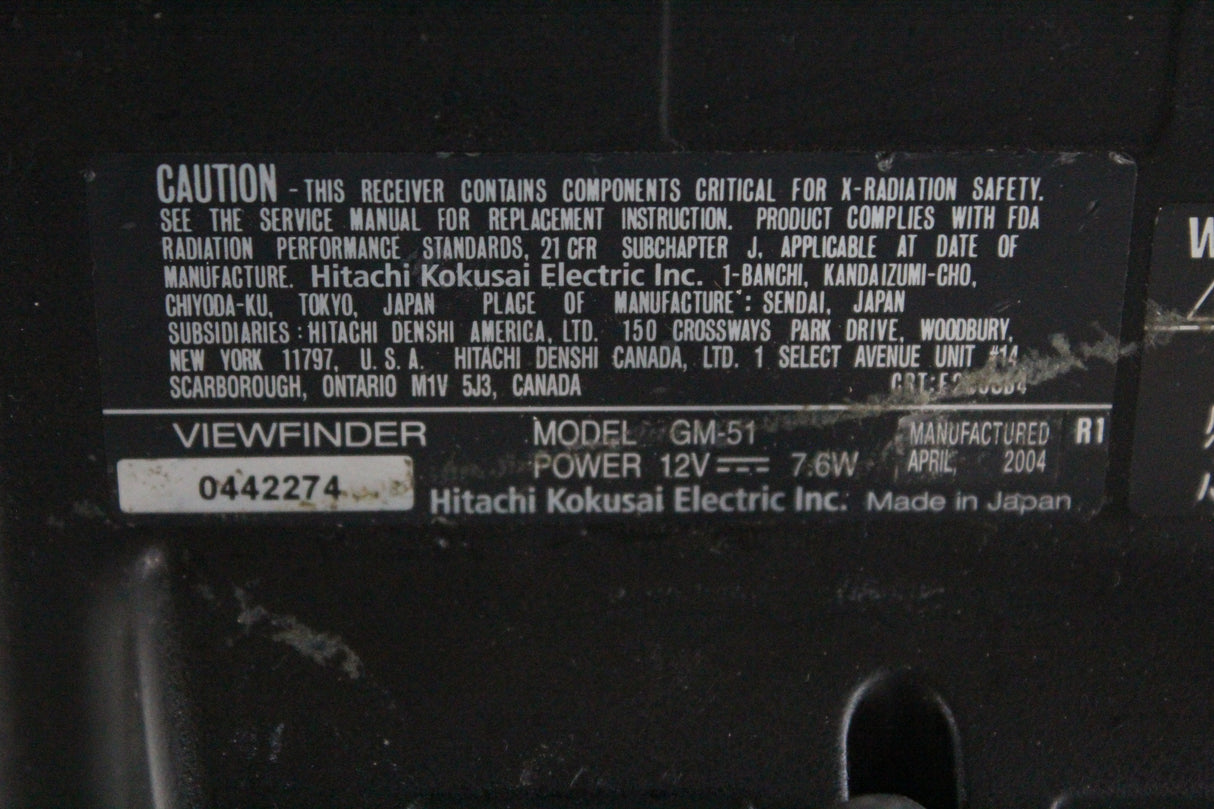 CAUTION - THIS RECEIVER CONTAINS COMPONENTS CRITICAL FOR X-RADIATION SAFETY.
SEE THE SERVICE MANUAL FOR REPLACEMENT INSTRUCTION. PRODUCT COMPLIES WITH FDA
RADIATION PERFORMANCE STANDARDS, 21 CFR SUBCHAPTER J, APPLICABLE AT DATE OF
MANUFACTURE. Hitachi Kokusai Electric Inc. 1-BANCHI, KANDAIZUMI-CHO,
CHIYODA-KU, TOKYO, JAPAN PLACE OF MANUFACTURE : SENDAI, JAPAN
SUBSIDIARIES : HITACHI DENSHI AMERICA, LTD. 150 CROSSWAYS PARK DRIVE, WOODBURY,
NEW YORK 11797, U.S.A. HITACHI DENSHI CANADA, LTD. 1 SELECT AVENUE UNIT #14
SCARBOROUGH, ONTARIO M1V 5J3, CANADA
VIEWFINDER MODEL GM-51 MANUFACTURED R1
POWER 12V ⎓ 7.6W APRIL, 2004
0442274
Hitachi Kokusai Electric Inc. Made in Japan